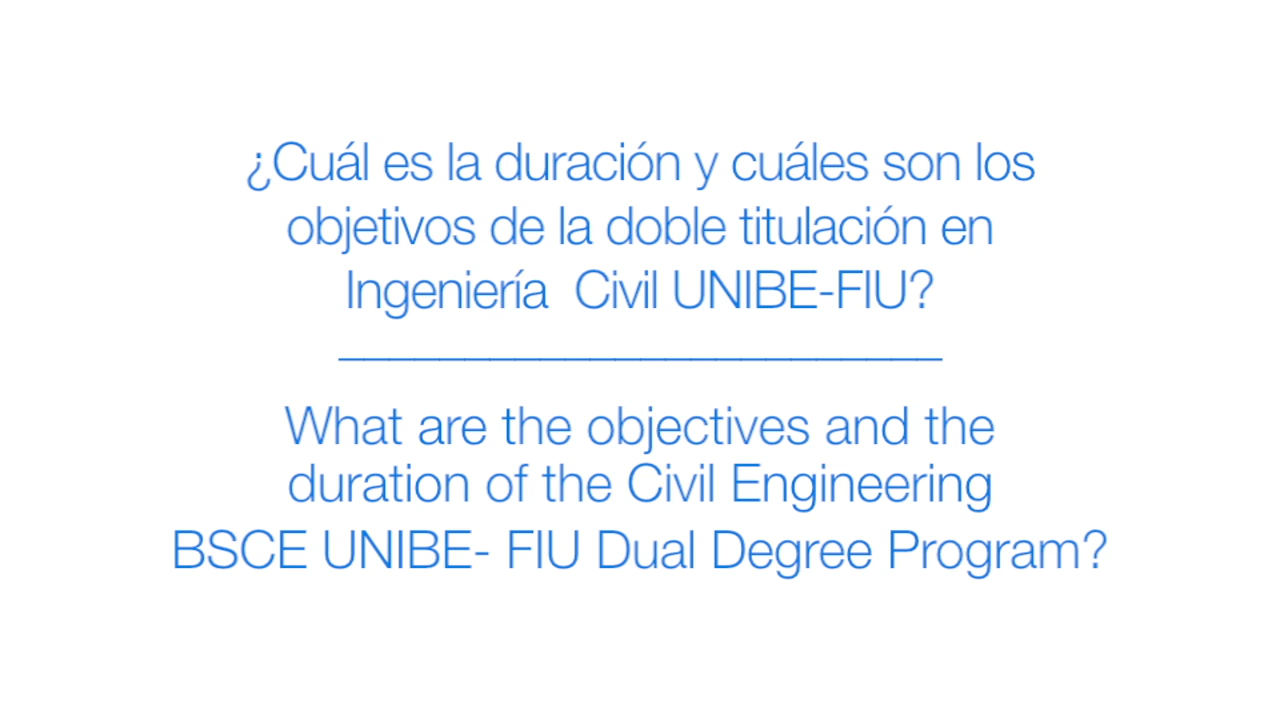 ¿Cuál es la duración y cuáles son los
objetivos de la doble titulación en
Ingeniería  Civil UNIBE-FIU?
What are the objectives and the
duration of the Civil Engineering
BSCE UNIBE- FIU Dual Degree Program?